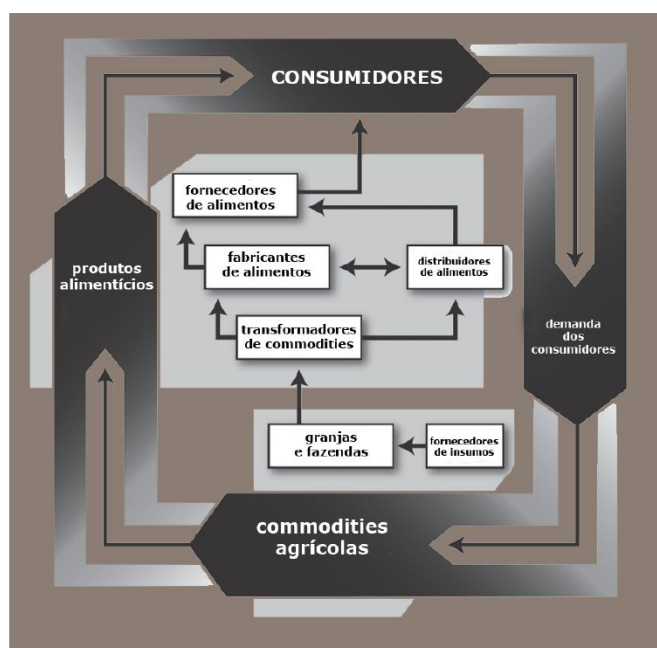 CONSUMIDORES
fornecedores
de alimentos
fabricantes
de alimentos
distribuidores
de alimentos
produtos
alimentícios
transformadores
de commodities
demanda
dos
consumidores
granjas
e fazendas
fornecedores
de insumos
commodities
agrícolas